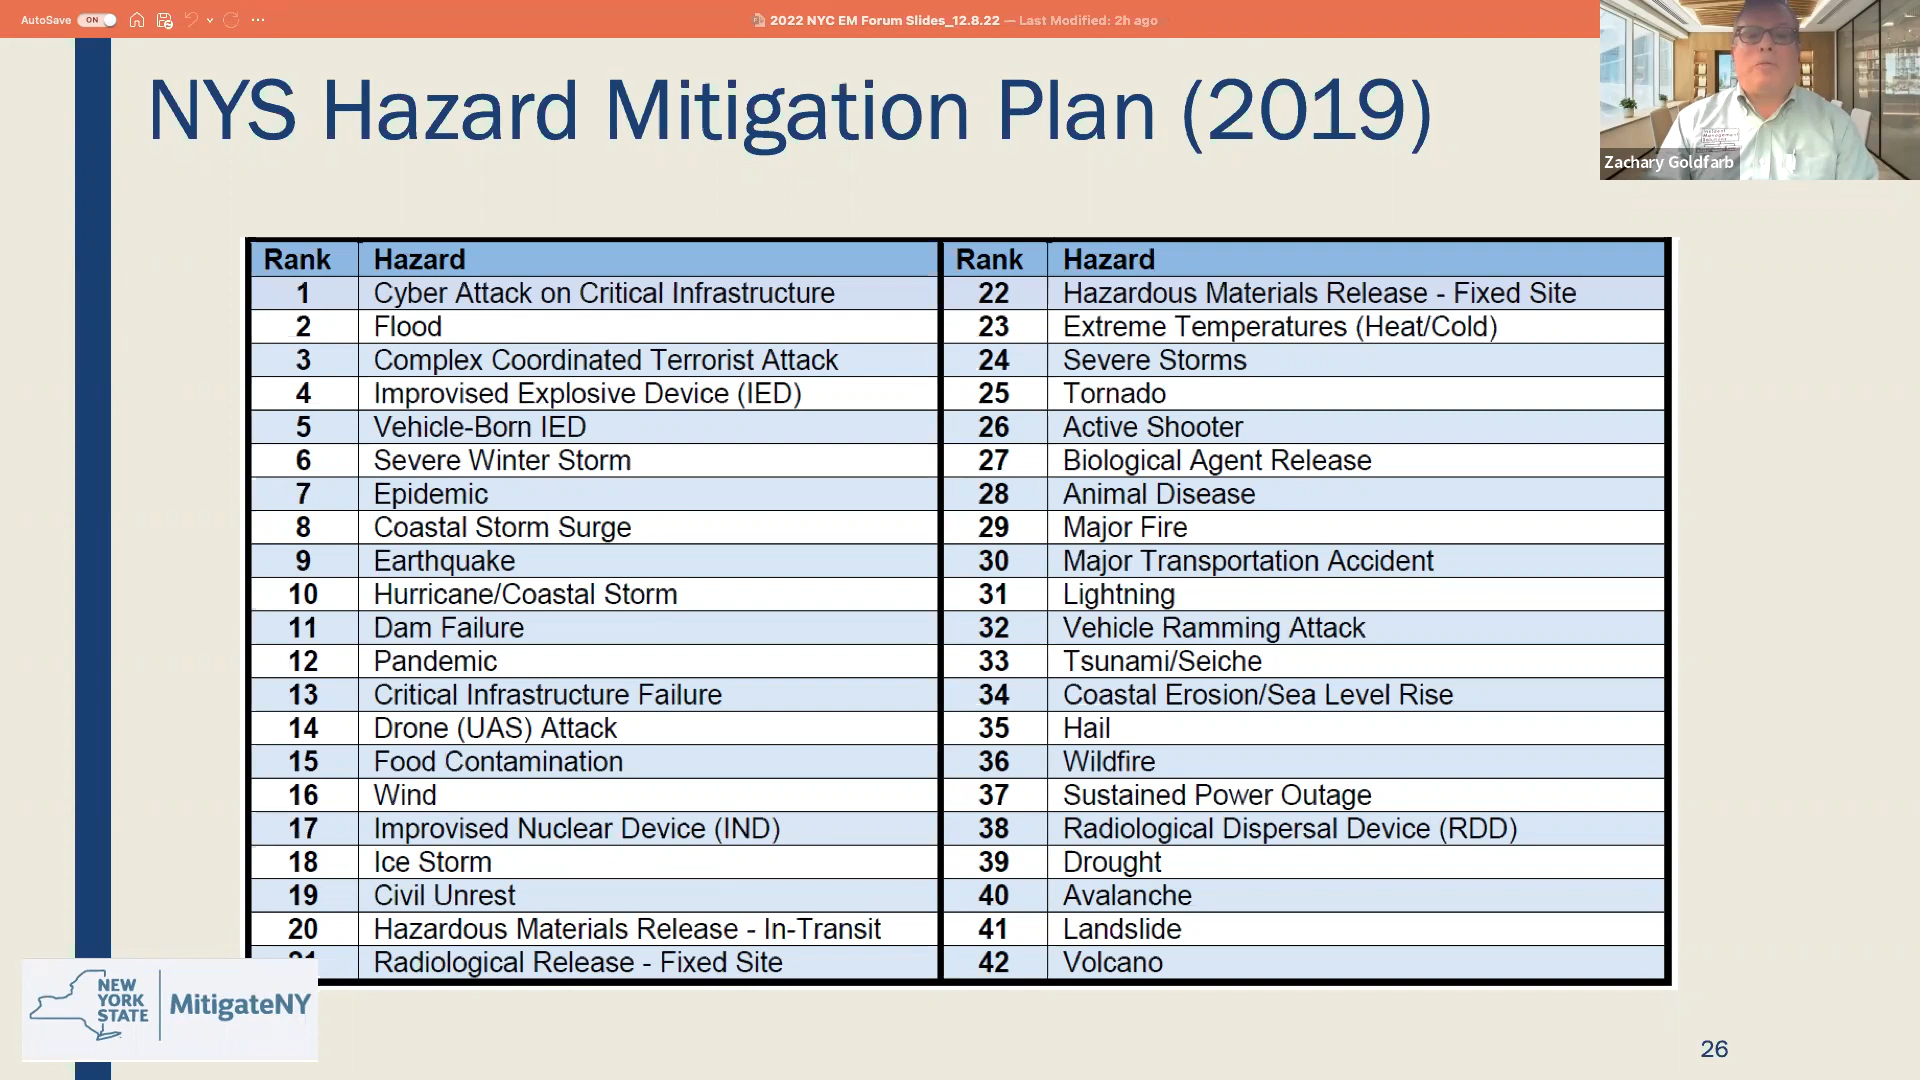 AutoSave ON
2022 NYC EM Forum Slides_12.8.22 — Last Modified: 2h ago
NYS Hazard Mitigation Plan (2019)
Zachary Goldfarb
Rank Hazard Rank Hazard
1 Cyber Attack on Critical Infrastructure 22 Hazardous Materials Release - Fixed Site
2 Flood 23 Extreme Temperatures (Heat/Cold)
3 Complex Coordinated Terrorist Attack 24 Severe Storms
4 Improvised Explosive Device (IED) 25 Tornado
5 Vehicle-Born IED 26 Active Shooter
6 Severe Winter Storm 27 Biological Agent Release
7 Epidemic 28 Animal Disease
8 Coastal Storm Surge 29 Major Fire
9 Earthquake 30 Major Transportation Accident
10 Hurricane/Coastal Storm 31 Lightning
11 Dam Failure 32 Vehicle Ramming Attack
12 Pandemic 33 Tsunami/Seiche
13 Critical Infrastructure Failure 34 Coastal Erosion/Sea Level Rise
14 Drone (UAS) Attack 35 Hail
15 Food Contamination 36 Wildfire
16 Wind 37 Sustained Power Outage
17 Improvised Nuclear Device (IND) 38 Radiological Dispersal Device (RDD)
18 Ice Storm 39 Drought
19 Civil Unrest 40 Avalanche
20 Hazardous Materials Release - In-Transit 41 Landslide
21 Radiological Release - Fixed Site 42 Volcano
NEW
YORK
STATE
MitigateNY
26